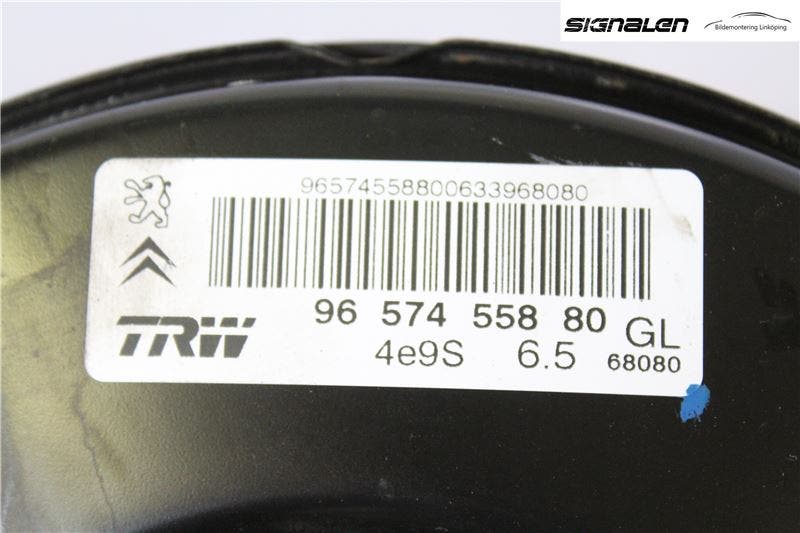 SIGNALEN
Bildemontering Linköping
96574558800633968080
TRW
96 574 558 80 GL
4e9S 6.5 68080